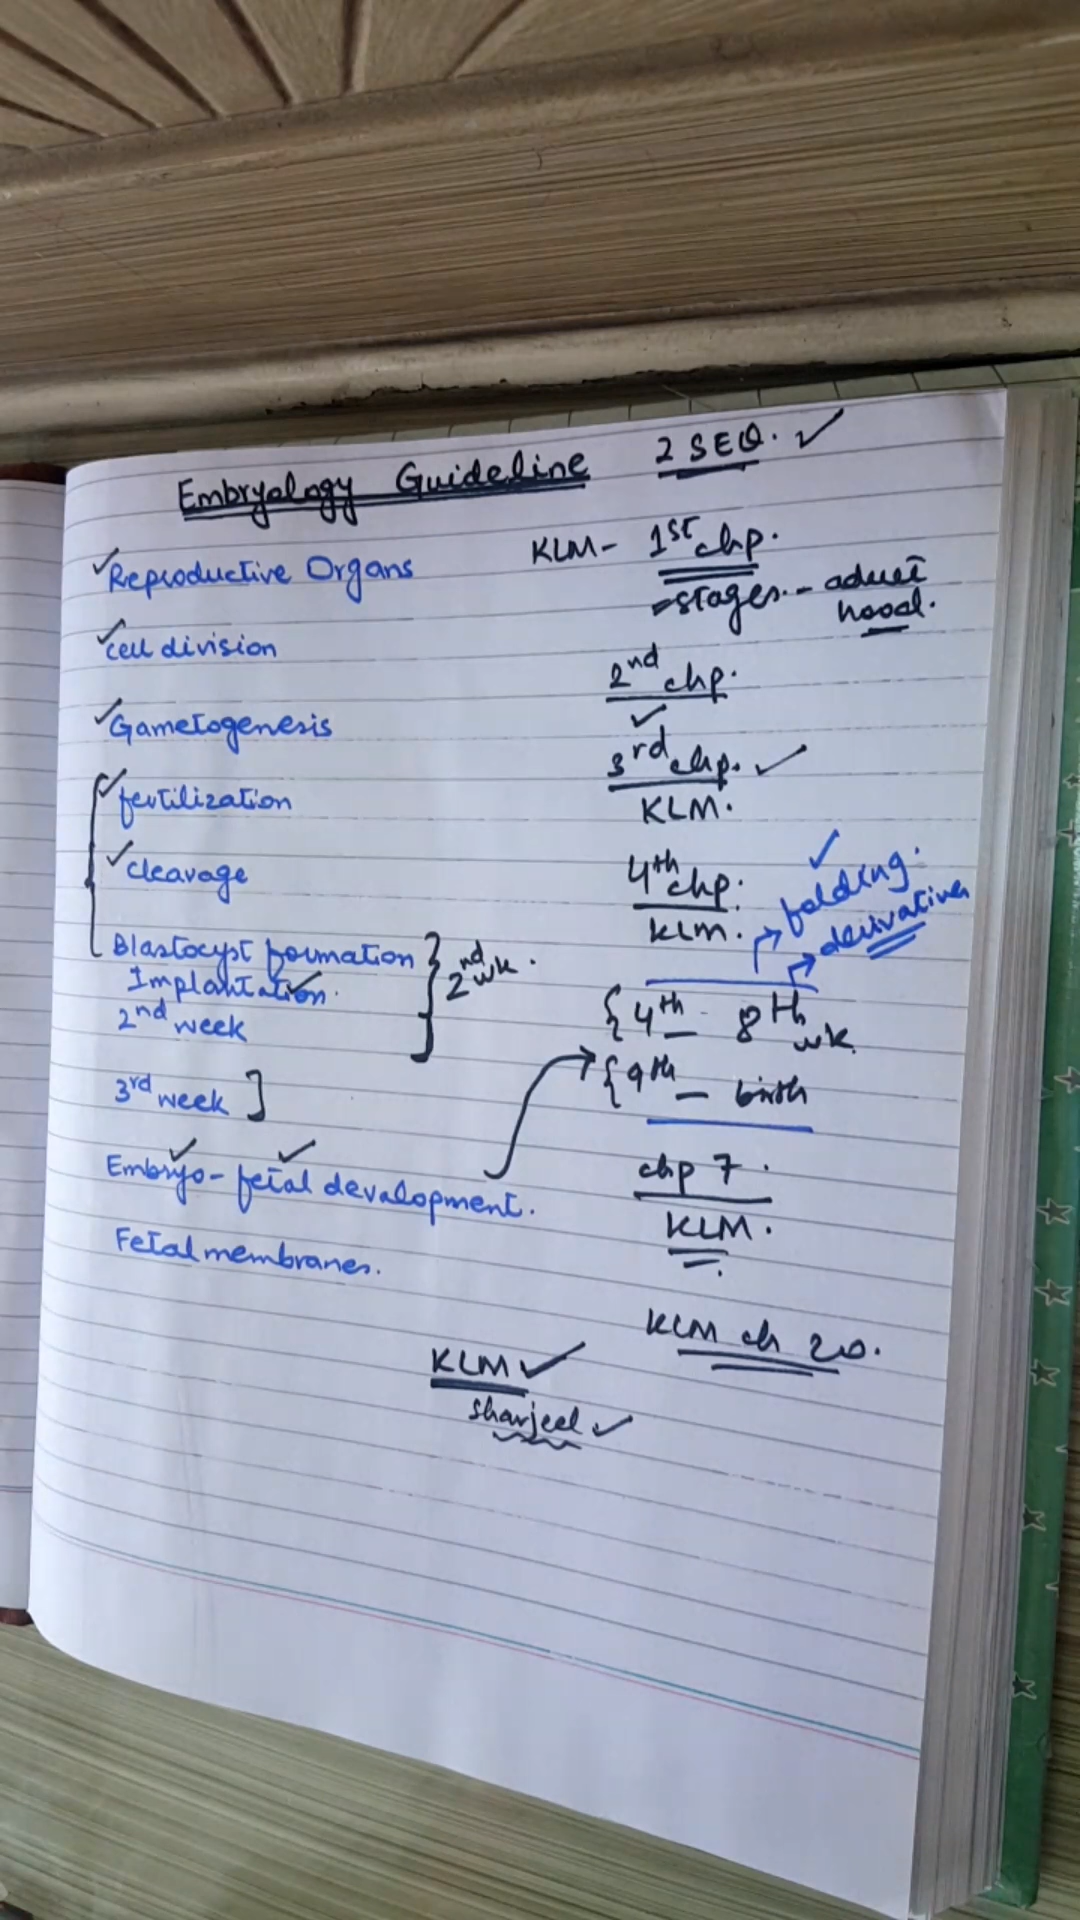 Embryology Guideline 2 SEQ.
Reproductive Organs
KLM - 1st chp.
stages. - adult
hood.
cell division
2nd chp.
Gametogenesis
3rd chp.
KLM.
fertilization
cleavage
4th chp.
KLM.
folding.
derivatives
Blastocyst formation
Implantation.
2nd week
2nd wk.
4th - 8th wk.
9th - birth
3rd week
Embryo - fetal devalopment.
chp 7.
KLM.
Fetal membranes.
KLM ch 20.
KLM
Sharjeel